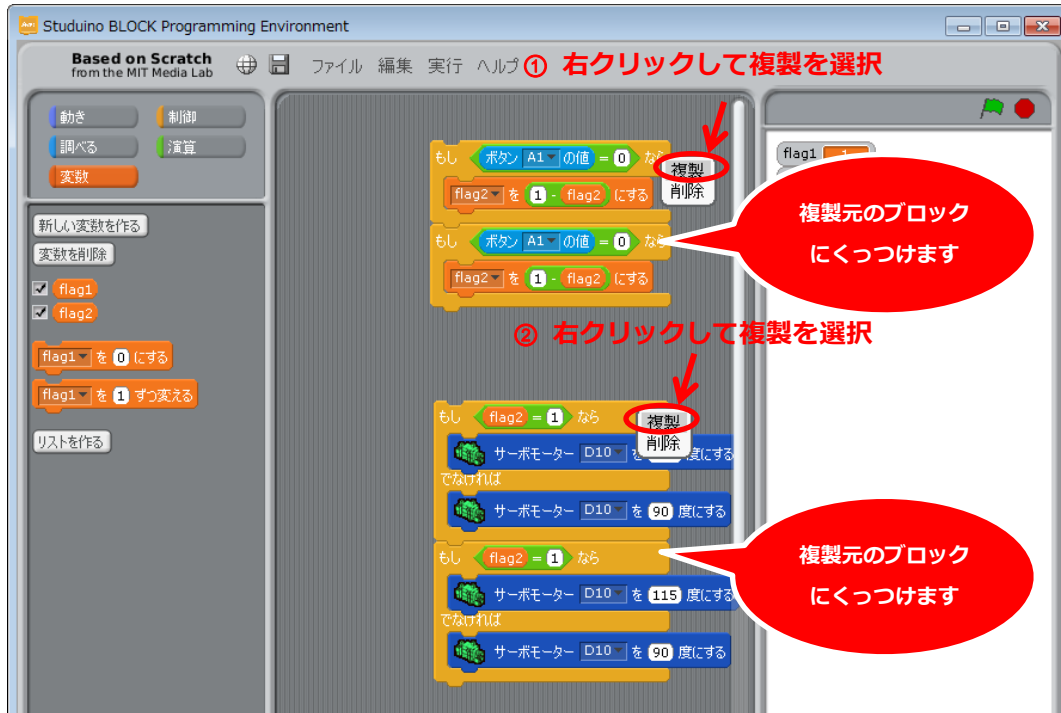 Studuino BLOCK Programming Environment
Based on Scratch
from the MIT Media Lab
ファイル 編集 実行 ヘルプ
① 右クリックして複製を選択
動き 制御
調べる 演算
変数
新しい変数を作る
変数を削除
flag1
flag2
flag1 を 0 にする
flag1 を 1 ずつ変える
リストを作る
もし ボタン A1 の値 = 0 なら
複製
削除
flag2 を 1 - flag2 にする
もし ボタン A1 の値 = 0 なら
flag2 を 1 - flag2 にする
flag1
複製元のブロック
にくっつけます
② 右クリックして複製を選択
もし flag2 = 1 なら
複製
削除
サーボモーター D10 を 度にする
でなければ
サーボモーター D10 を 90 度にする
もし flag2 = 1 なら
サーボモーター D10 を 115 度にする
でなければ
サーボモーター D10 を 90 度にする
複製元のブロック
にくっつけます